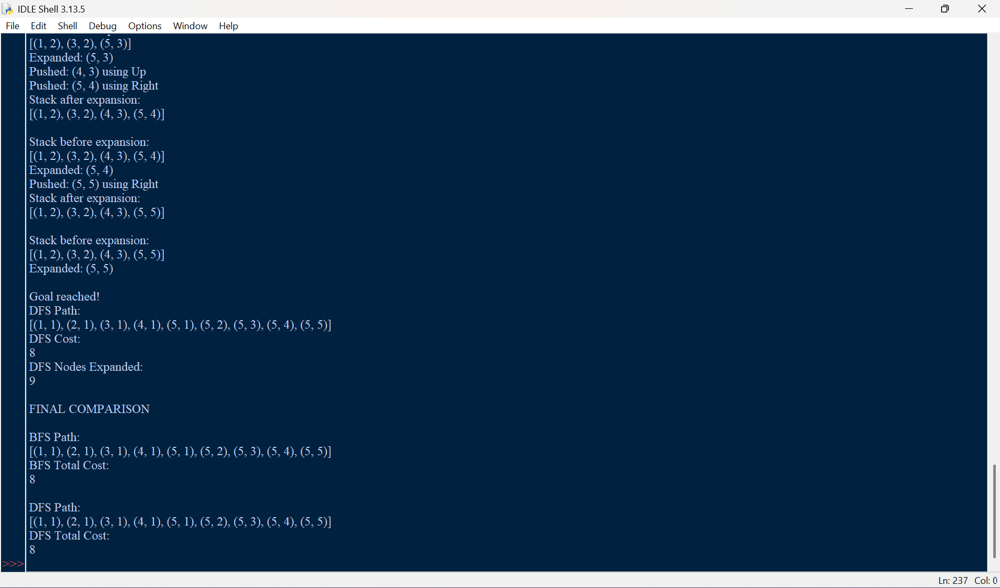 IDLE Shell 3.13.5
File Edit Shell Debug Options Window Help
[(1, 2), (3, 2), (5, 3)]
Expanded: (5, 3)
Pushed: (4, 3) using Up
Pushed: (5, 4) using Right
Stack after expansion:
[(1, 2), (3, 2), (4, 3), (5, 4)]
Stack before expansion:
[(1, 2), (3, 2), (4, 3), (5, 4)]
Expanded: (5, 4)
Pushed: (5, 5) using Right
Stack after expansion:
[(1, 2), (3, 2), (4, 3), (5, 5)]
Stack before expansion:
[(1, 2), (3, 2), (4, 3), (5, 5)]
Expanded: (5, 5)
Goal reached!
DFS Path:
[(1, 1), (2, 1), (3, 1), (4, 1), (5, 1), (5, 2), (5, 3), (5, 4), (5, 5)]
DFS Cost:
8
DFS Nodes Expanded:
9
FINAL COMPARISON
BFS Path:
[(1, 1), (2, 1), (3, 1), (4, 1), (5, 1), (5, 2), (5, 3), (5, 4), (5, 5)]
BFS Total Cost:
8
DFS Path:
[(1, 1), (2, 1), (3, 1), (4, 1), (5, 1), (5, 2), (5, 3), (5, 4), (5, 5)]
DFS Total Cost:
8
>>>
Ln: 237 Col: 0